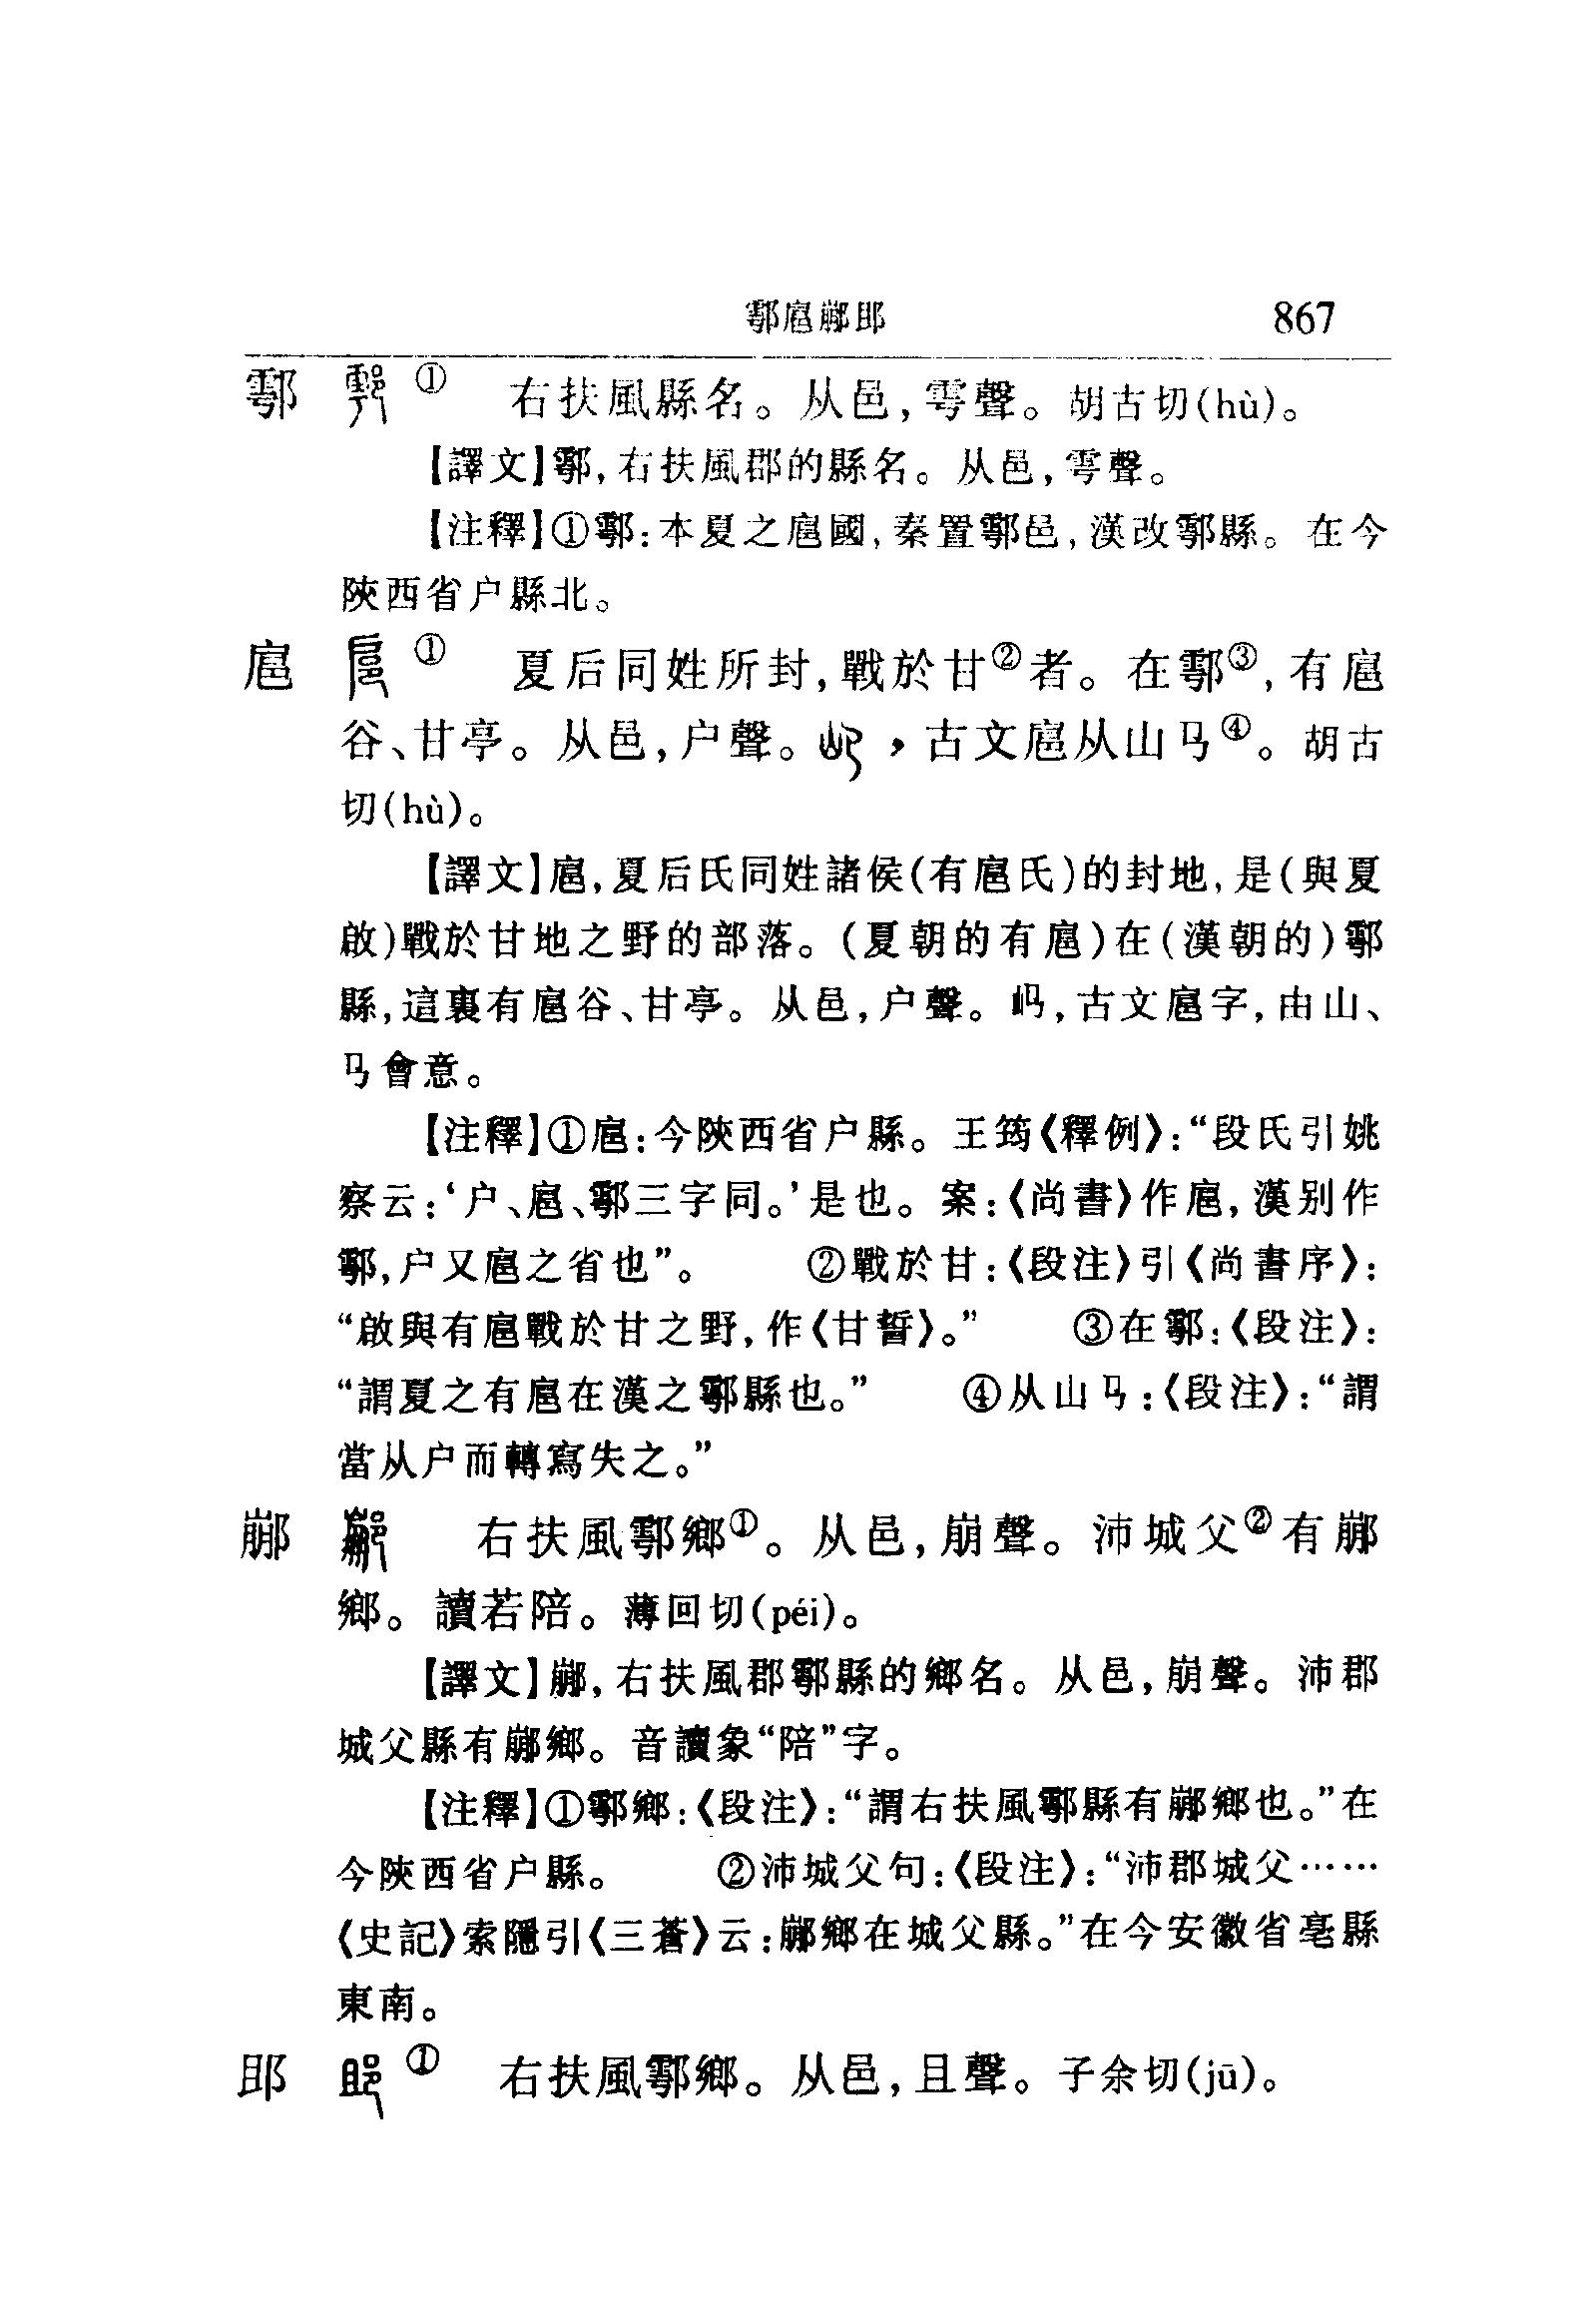 鄠扈䣙䢸 867
鄠 ① 右扶風縣名。从邑,雩聲。胡古切(hù)。
【譯文】鄠,右扶風郡的縣名。从邑,雩聲。
【注釋】①鄠:本夏之扈國,秦置鄠邑,漢改鄠縣。在今
陝西省户縣北。
扈 ① 夏后同姓所封,戰於甘②者。在鄠③,有扈
谷、甘亭。从邑,户聲。,古文扈从山𢎘④。胡古
切(hù)。
【譯文】扈,夏后氏同姓諸侯(有扈氏)的封地,是(與夏
啟)戰於甘地之野的部落。(夏朝的有扈)在(漢朝的)鄠
縣,這裏有扈谷、甘亭。从邑,户聲。,古文扈字,由山、
𢎘會意。
【注釋】①扈:今陝西省户縣。王筠《釋例》:“段氏引姚
察云:‘户、扈、鄠三字同。’是也。案:《尚書》作扈,漢别作
鄠,户又扈之省也”。 ②戰於甘:《段注》引《尚書序》:
“啟與有扈戰於甘之野,作《甘誓》。” ③在鄠:《段注》:
“謂夏之有扈在漢之鄠縣也。” ④从山𢎘:《段注》:“謂
當从户而轉寫失之。”
䣙 右扶風鄠鄉①。从邑,崩聲。沛城父②有䣙
鄉。讀若陪。薄回切(péi)。
【譯文】䣙,右扶風郡鄠縣的鄉名。从邑,崩聲。沛郡
城父縣有䣙鄉。音讀象“陪”字。
【注釋】①鄠鄉:《段注》:“謂右扶風鄠縣有䣙鄉也。”在
今陝西省户縣。 ②沛城父句:《段注》:“沛郡城父……
《史記》索隱引《三蒼》云:䣙鄉在城父縣。”在今安徽省亳縣
東南。
䢸 ① 右扶風鄠鄉。从邑,且聲。子余切(jū)。